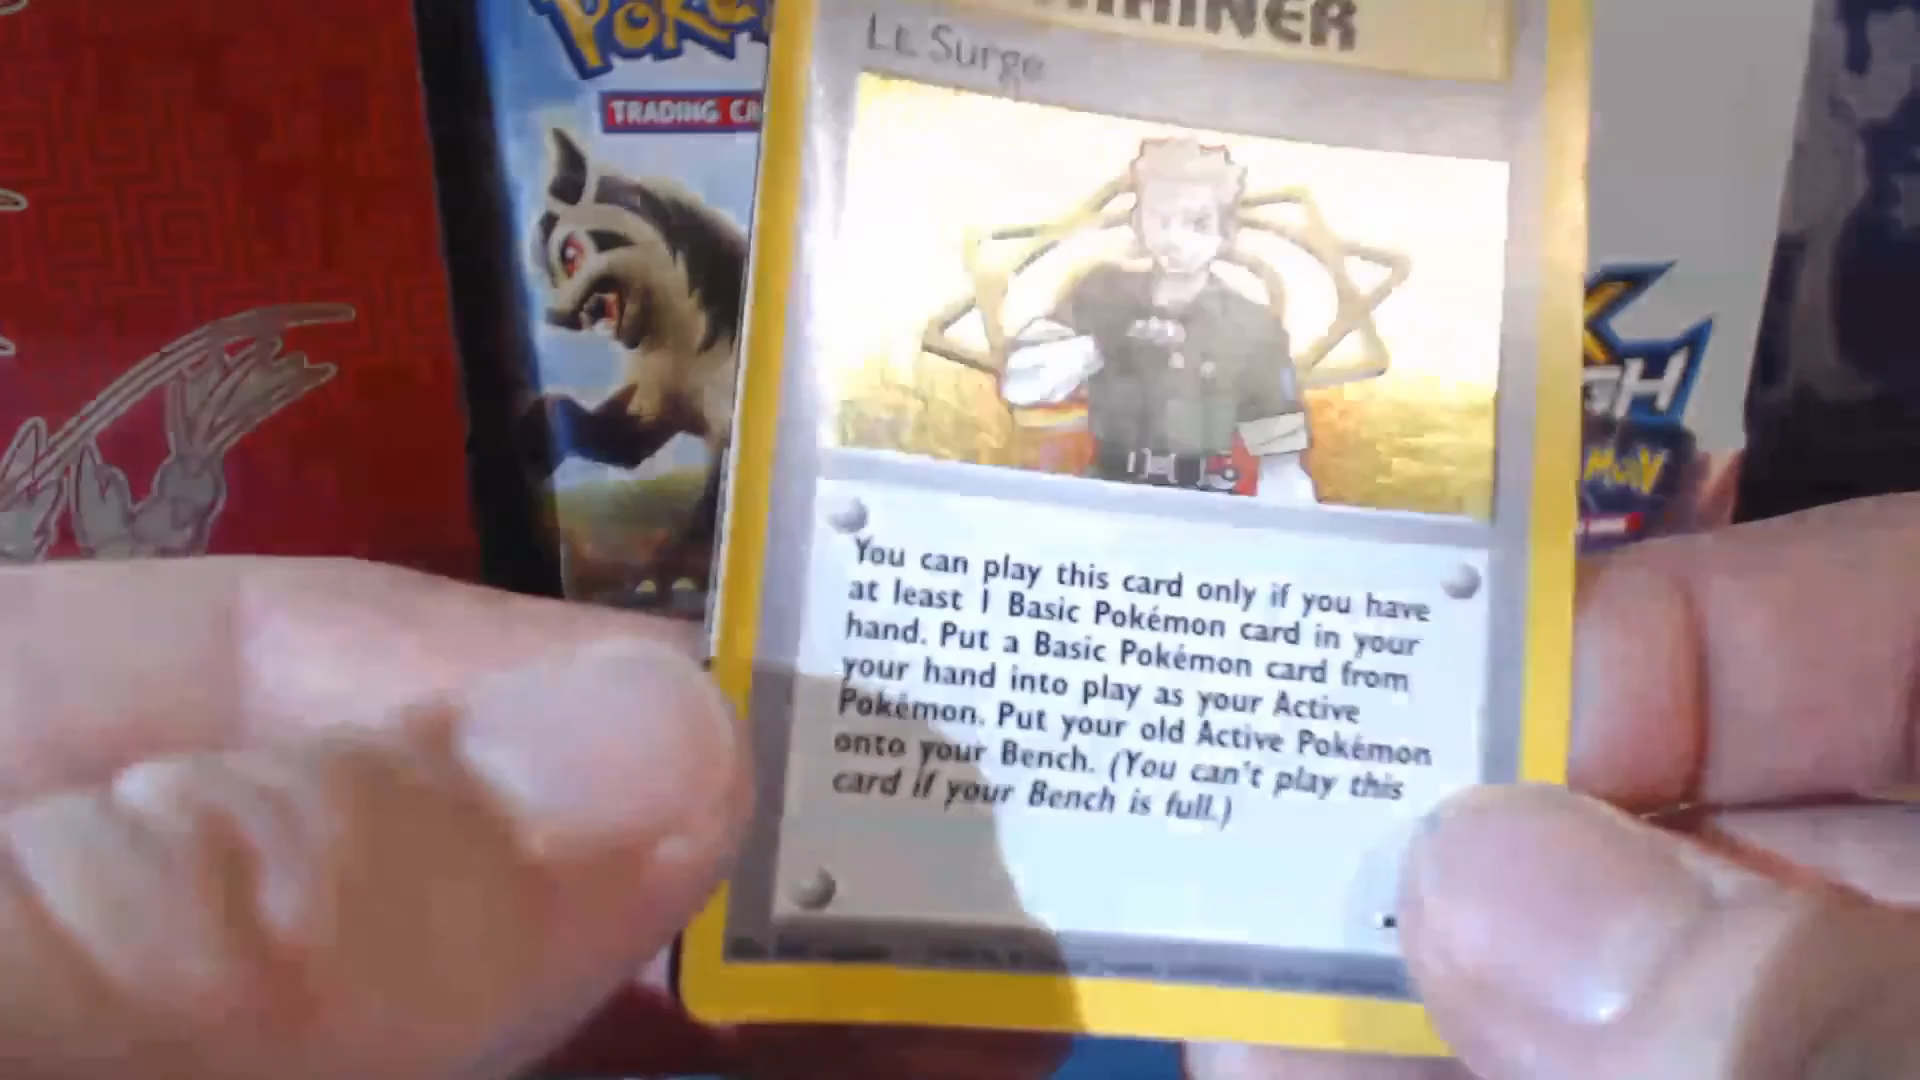 TRAINER
Lt. Surge
TRADING CA
You can play this card only if you have
at least 1 Basic Pokémon card in your
hand. Put a Basic Pokémon card from
your hand into play as your Active
Pokémon. Put your old Active Pokémon
onto your Bench. (You can't play this
card if your Bench is full.)